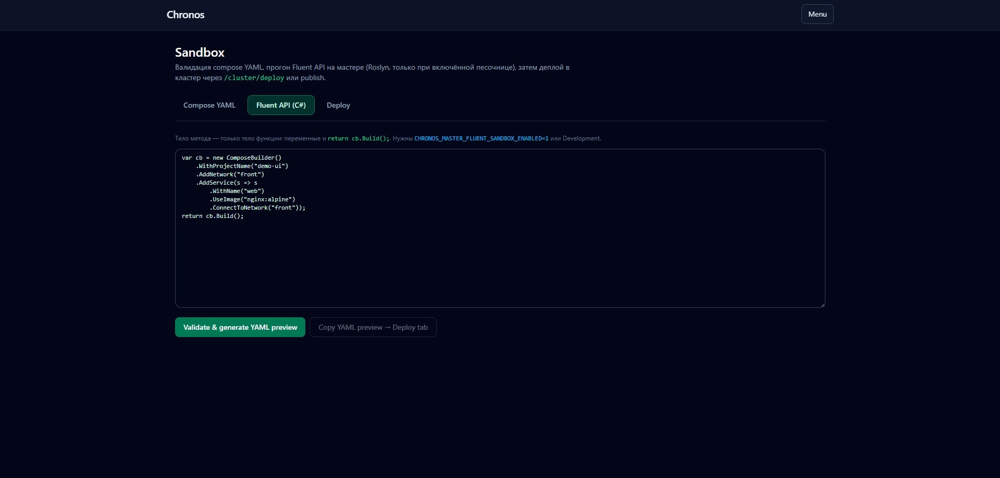 Chronos
Menu
Sandbox
Валидация compose YAML, прогон Fluent API на мастере (Roslyn, только при включённой песочнице), затем деплой в
кластер через /cluster/deploy или publish.
Compose YAML
Fluent API (C#)
Deploy
Тело метода — только тело функции: переменные и return cb.Build();. Нужны CHRONOS_MASTER_FLUENT_SANDBOX_ENABLED=1 или Development.
var cb = new ComposeBuilder()
    .WithProjectName("demo-ui")
    .AddNetwork("front")
    .AddService(s => s
        .WithName("web")
        .UseImage("nginx:alpine")
        .ConnectToNetwork("front"));
return cb.Build();
Validate & generate YAML preview
Copy YAML preview → Deploy tab